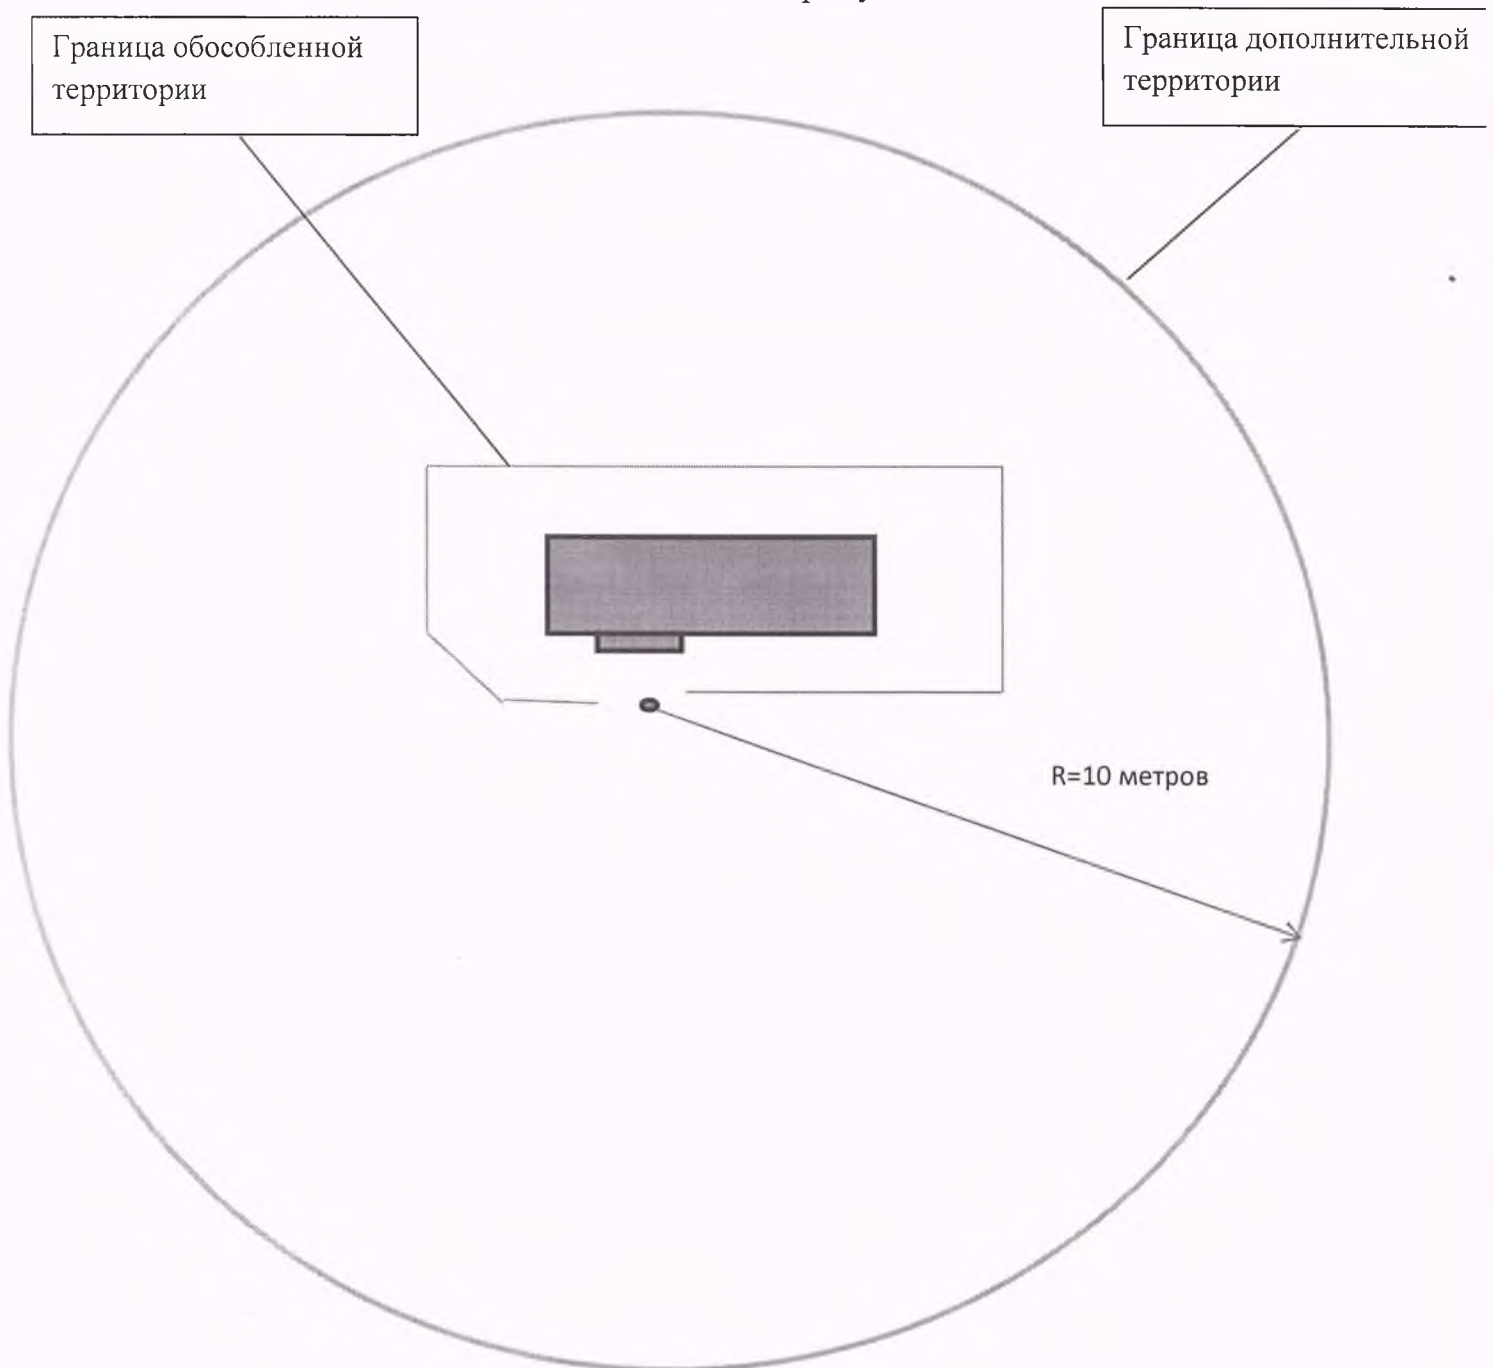 Граница обособленной
территории
Граница дополнительной
территории
R=10 метров